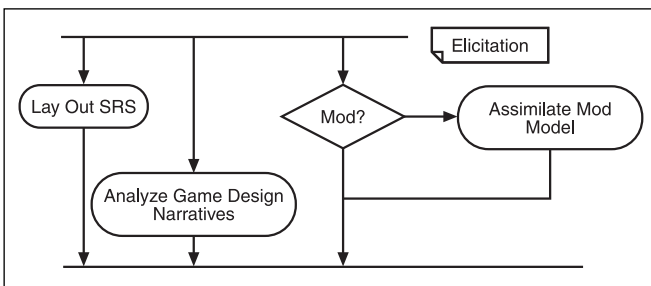 Elicitation
Lay Out SRS
Mod?
Assimilate Mod
Model
Analyze Game Design
Narratives